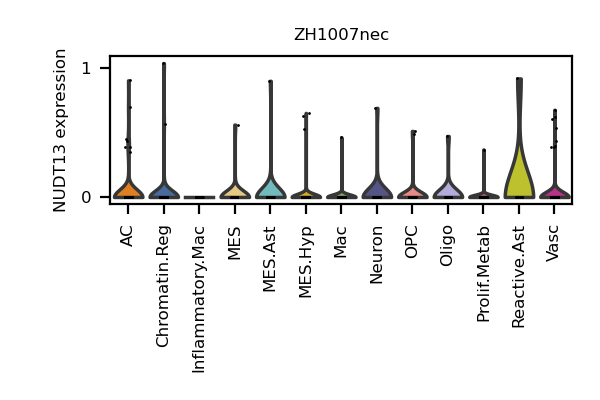 ZH1007nec
NUDT13 expression
1
0
AC
Chromatin.Reg
Inflammatory.Mac
MES
MES.Ast
MES.Hyp
Mac
Neuron
OPC
Oligo
Prolif.Metab
Reactive.Ast
Vasc